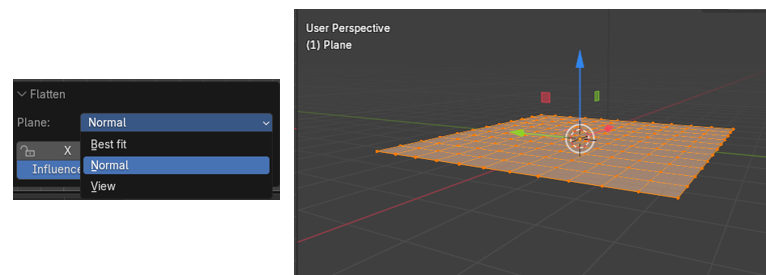 Flatten
Plane: Normal
Best fit
X
Normal
Influence
View
User Perspective
(1) Plane